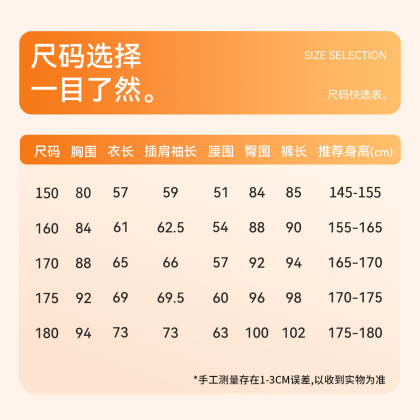 尺码选择
SIZE SELECTION
一目了然。
尺码快选表。
尺码 胸围 衣长 插肩袖长 腰围 臀围 裤长 推荐身高(cm)
150 80 57 59 51 84 85 145-155
160 84 61 62.5 54 88 90 155-165
170 88 65 66 57 92 94 165-170
175 92 69 69.5 60 96 98 170-175
180 94 73 73 63 100 102 175-180
*手工测量存在1-3CM误差,以收到实物为准